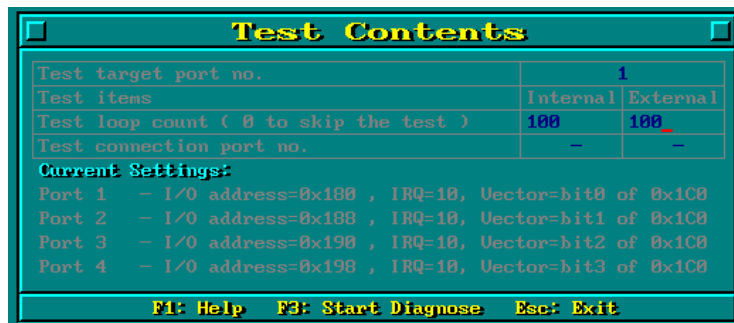 Test Contents
Test target port no. 1
Test items Internal External
Test loop count ( 0 to skip the test ) 100 100_
Test connection port no. - -
Current Settings:
Port 1 - I/O address=0x180 , IRQ=10, Vector=bit0 of 0x1C0
Port 2 - I/O address=0x188 , IRQ=10, Vector=bit1 of 0x1C0
Port 3 - I/O address=0x190 , IRQ=10, Vector=bit2 of 0x1C0
Port 4 - I/O address=0x198 , IRQ=10, Vector=bit3 of 0x1C0
F1: Help F3: Start Diagnose Esc: Exit